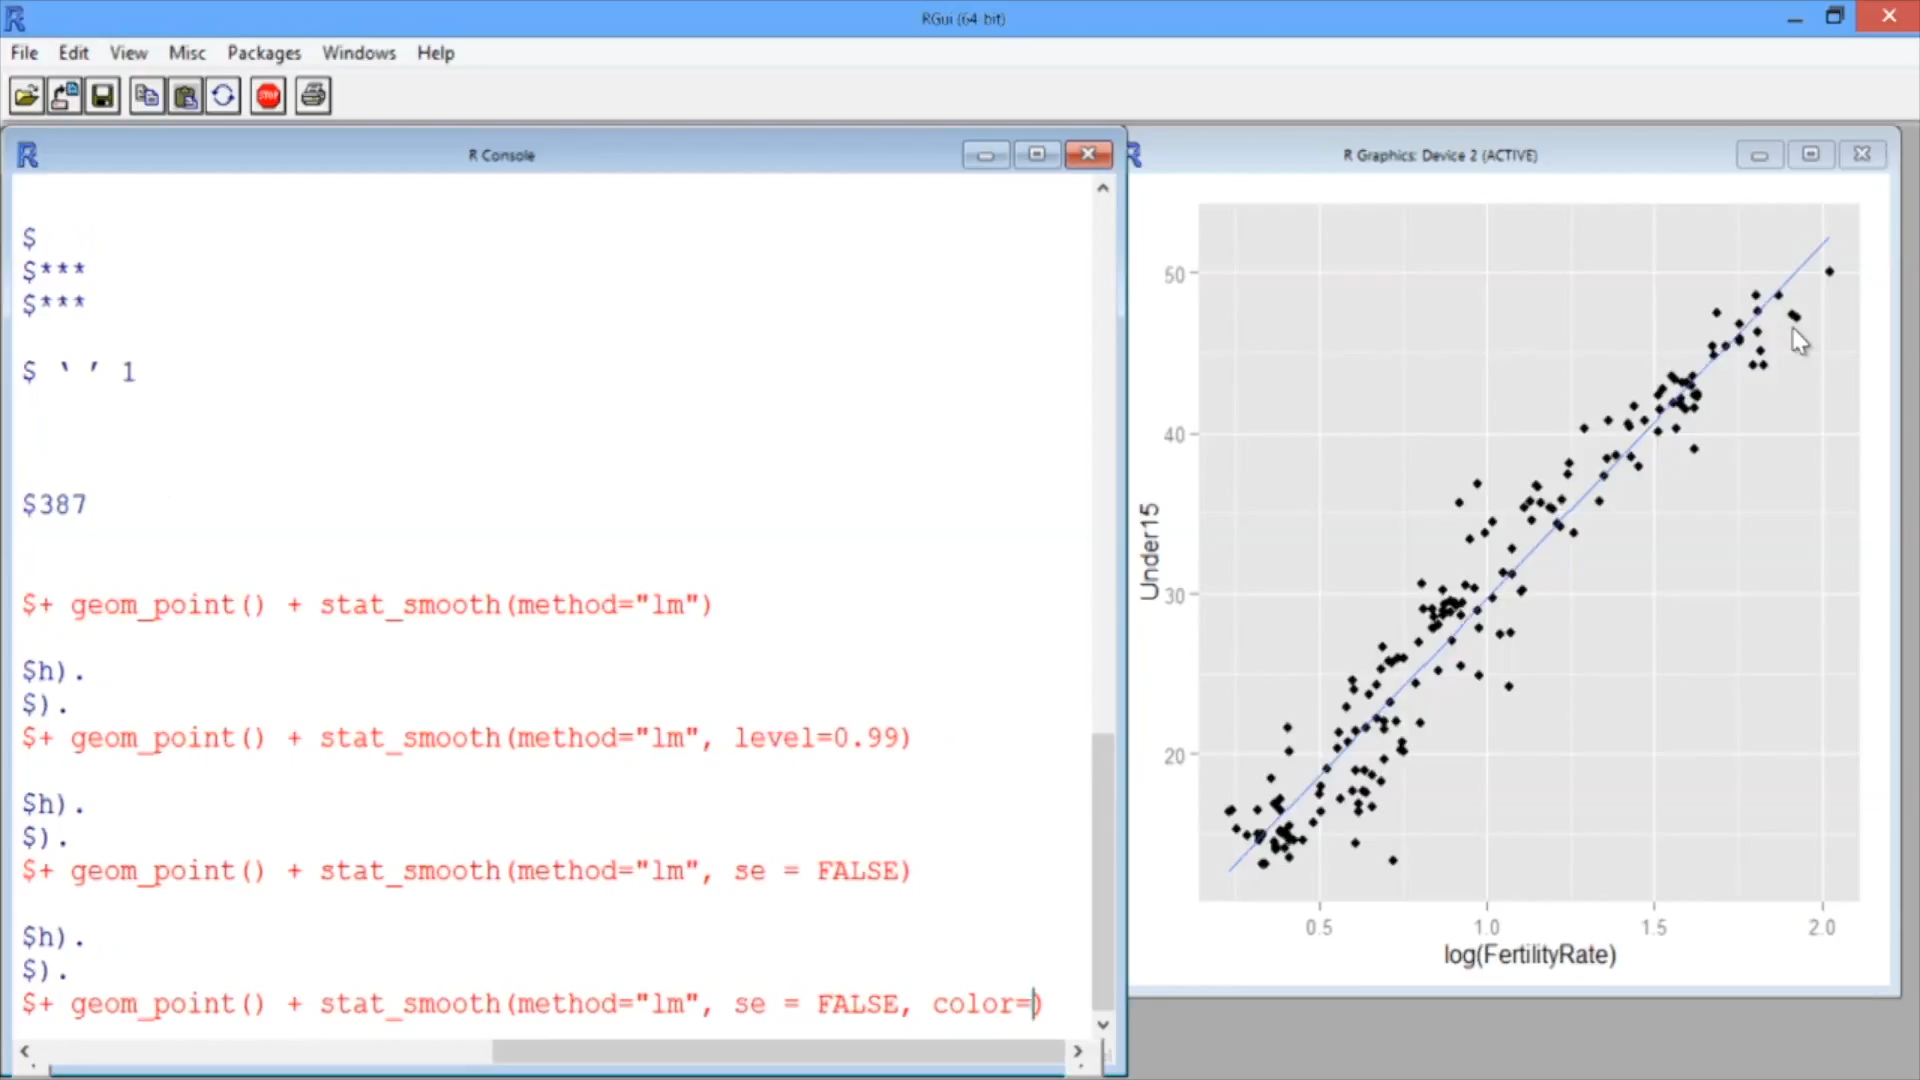 RGui (64-bit)
File Edit View Misc Packages Windows Help
STOP
R Console
$
$***
$***
$ ‘ ’ 1
$387
$+ geom_point() + stat_smooth(method="lm")
$h).
$).
$+ geom_point() + stat_smooth(method="lm", level=0.99)
$h).
$).
$+ geom_point() + stat_smooth(method="lm", se = FALSE)
$h).
$).
$+ geom_point() + stat_smooth(method="lm", se = FALSE, color=)
R Graphics: Device 2 (ACTIVE)
50
40
30
20
Under15
0.5 1.0 1.5 2.0
log(FertilityRate)